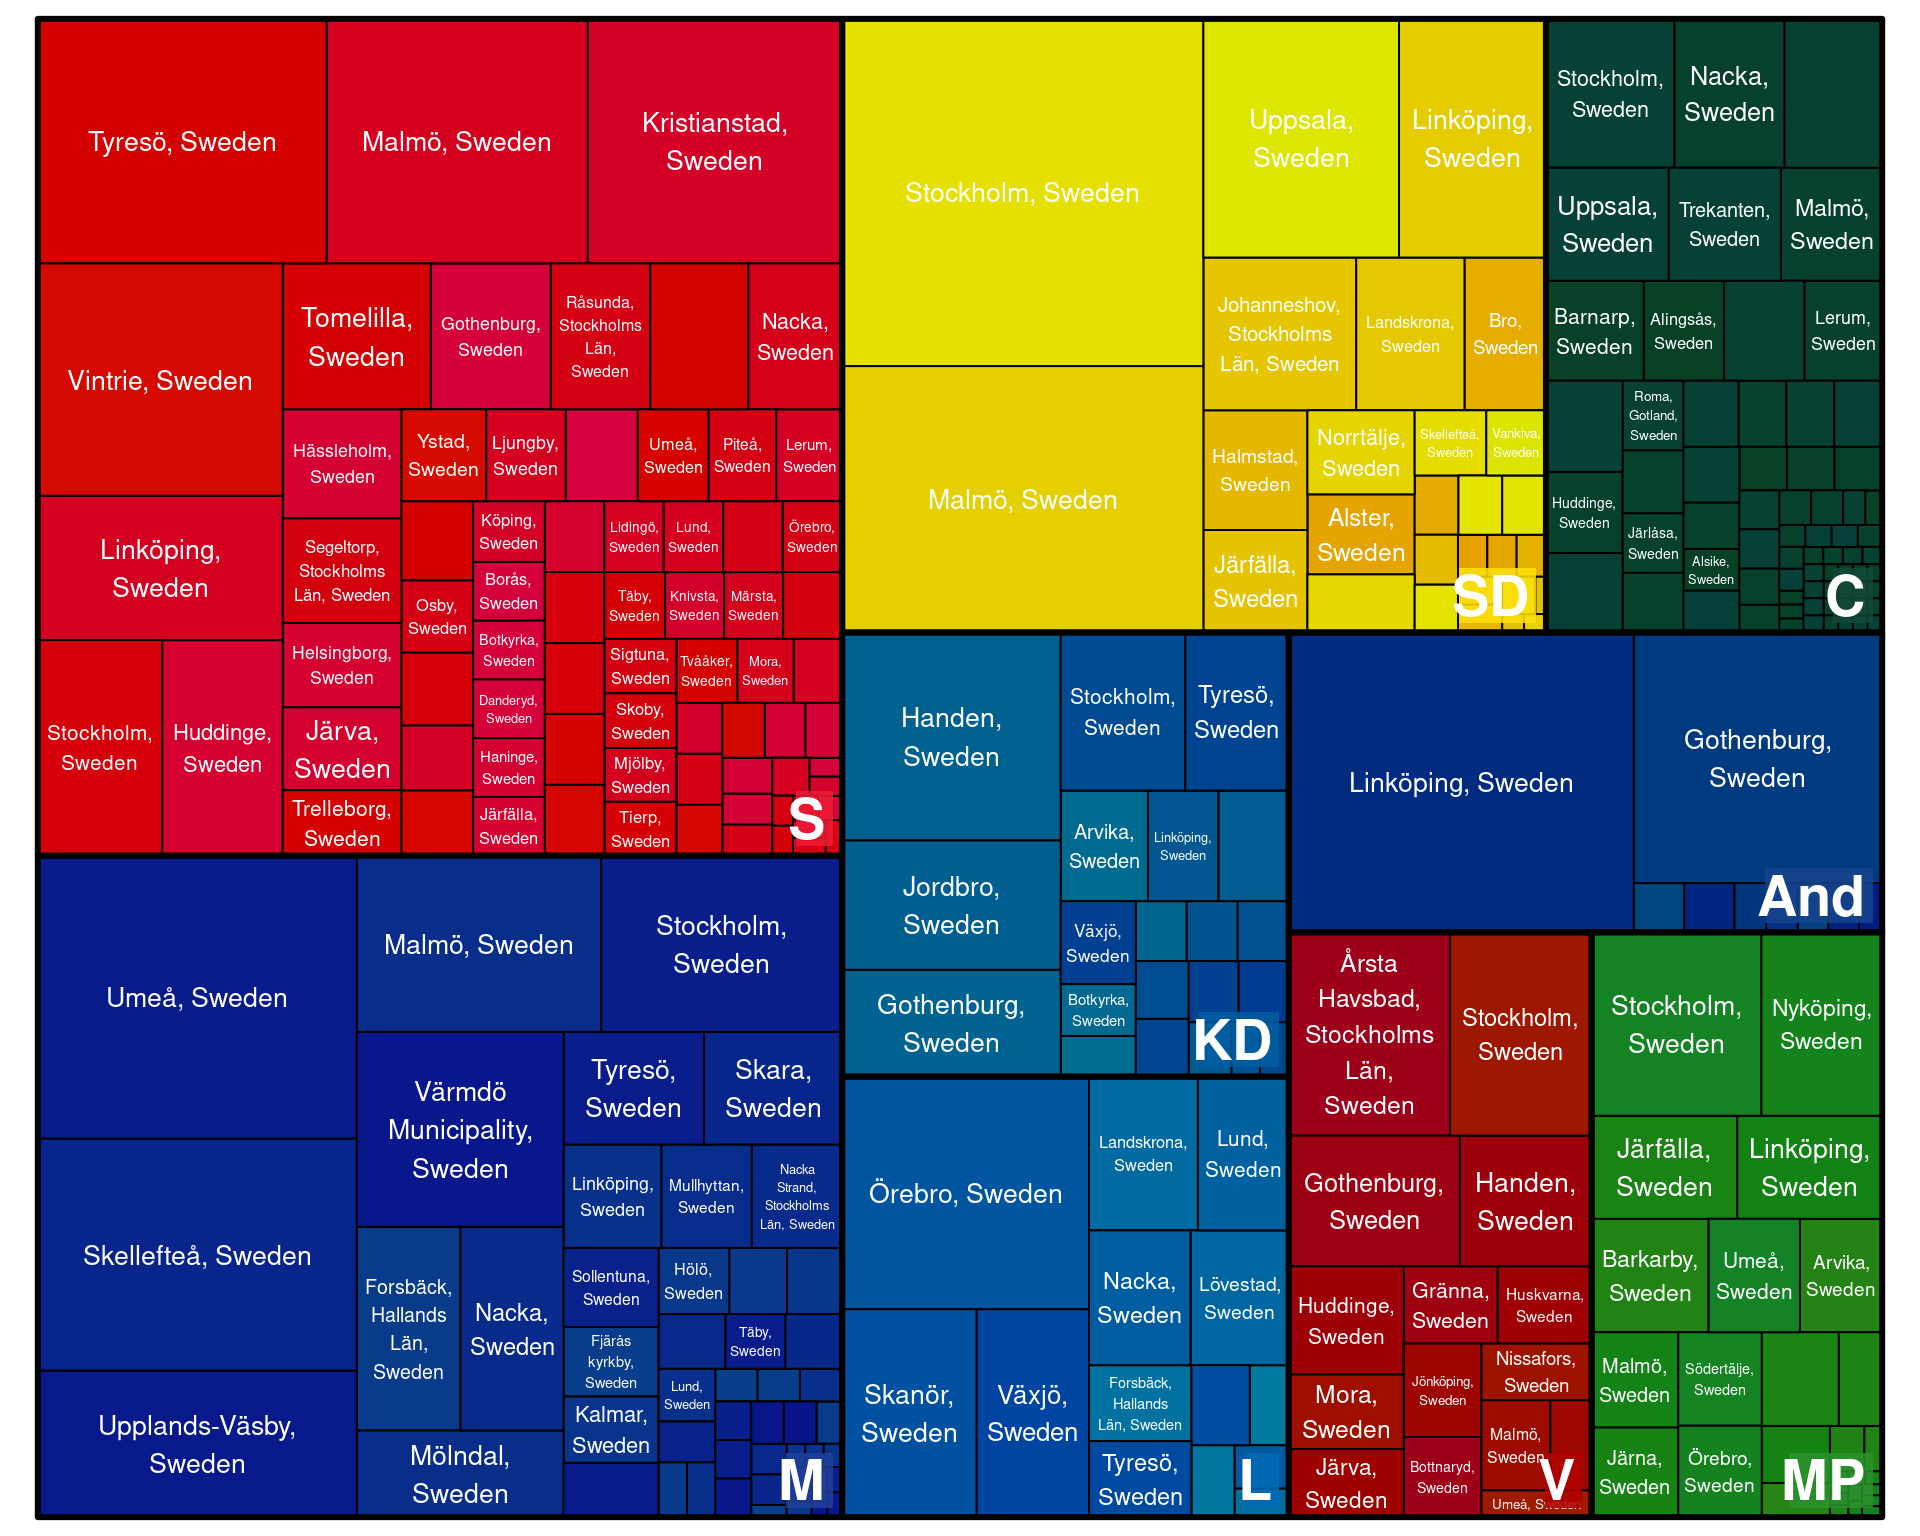 Tyresö, Sweden
Malmö, Sweden
Kristianstad,
Sweden
Vintrie, Sweden
Tomelilla,
Sweden
Gothenburg,
Sweden
Råsunda,
Stockholms
Län,
Sweden
Nacka,
Sweden
Linköping,
Sweden
Hässleholm,
Sweden
Ystad,
Sweden
Ljungby,
Sweden
Umeå,
Sweden
Piteå,
Sweden
Lerum,
Sweden
Segeltorp,
Stockholms
Län, Sweden
Köping,
Sweden
Lidingö,
Sweden
Lund,
Sweden
Örebro,
Sweden
Borås,
Sweden
Osby,
Sweden
Täby,
Sweden
Knivsta,
Sweden
Märsta,
Sweden
Stockholm,
Sweden
Huddinge,
Sweden
Helsingborg,
Sweden
Botkyrka,
Sweden
Sigtuna,
Sweden
Tvååker,
Sweden
Mora,
Sweden
Järva,
Sweden
Danderyd,
Sweden
Skoby,
Sweden
Haninge,
Sweden
Mjölby,
Sweden
Trelleborg,
Sweden
Järfälla,
Sweden
Tierp,
Sweden
S
Stockholm, Sweden
Uppsala,
Sweden
Linköping,
Sweden
Malmö, Sweden
Johanneshov,
Stockholms
Län, Sweden
Landskrona,
Sweden
Bro,
Sweden
Halmstad,
Sweden
Norrtälje,
Sweden
Skellefteå,
Sweden
Vankiva,
Sweden
Alster,
Sweden
Järfälla,
Sweden
SD
Stockholm,
Sweden
Nacka,
Sweden
Uppsala,
Sweden
Trekanten,
Sweden
Malmö,
Sweden
Barnarp,
Sweden
Alingsås,
Sweden
Lerum,
Sweden
Roma,
Gotland,
Sweden
Huddinge,
Sweden
Järlåsa,
Sweden
Alsike,
Sweden
C
Handen,
Sweden
Stockholm,
Sweden
Tyresö,
Sweden
Arvika,
Sweden
Linköping,
Sweden
Jordbro,
Sweden
Växjö,
Sweden
Gothenburg,
Sweden
Botkyrka,
Sweden
KD
Linköping, Sweden
Gothenburg,
Sweden
And
Umeå, Sweden
Malmö, Sweden
Stockholm,
Sweden
Värmdö
Municipality,
Sweden
Tyresö,
Sweden
Skara,
Sweden
Skellefteå, Sweden
Linköping,
Sweden
Mullhyttan,
Sweden
Nacka
Strand,
Stockholms
Län, Sweden
Forsbäck,
Hallands
Län,
Sweden
Nacka,
Sweden
Sollentuna,
Sweden
Hölö,
Sweden
Fjärås
kyrkby,
Sweden
Täby,
Sweden
Upplands-Väsby,
Sweden
Lund,
Sweden
Kalmar,
Sweden
Mölndal,
Sweden
M
Örebro, Sweden
Landskrona,
Sweden
Lund,
Sweden
Nacka,
Sweden
Lövestad,
Sweden
Skanör,
Sweden
Växjö,
Sweden
Forsbäck,
Hallands
Län, Sweden
Tyresö,
Sweden
L
Årsta
Havsbad,
Stockholms
Län,
Sweden
Stockholm,
Sweden
Gothenburg,
Sweden
Handen,
Sweden
Huddinge,
Sweden
Gränna,
Sweden
Huskvarna,
Sweden
Mora,
Sweden
Jönköping,
Sweden
Nissafors,
Sweden
Malmö,
Sweden
Järva,
Sweden
Bottnaryd,
Sweden
Umeå, Sweden
V
Stockholm,
Sweden
Nyköping,
Sweden
Järfälla,
Sweden
Linköping,
Sweden
Barkarby,
Sweden
Umeå,
Sweden
Arvika,
Sweden
Malmö,
Sweden
Södertälje,
Sweden
Järna,
Sweden
Örebro,
Sweden
MP